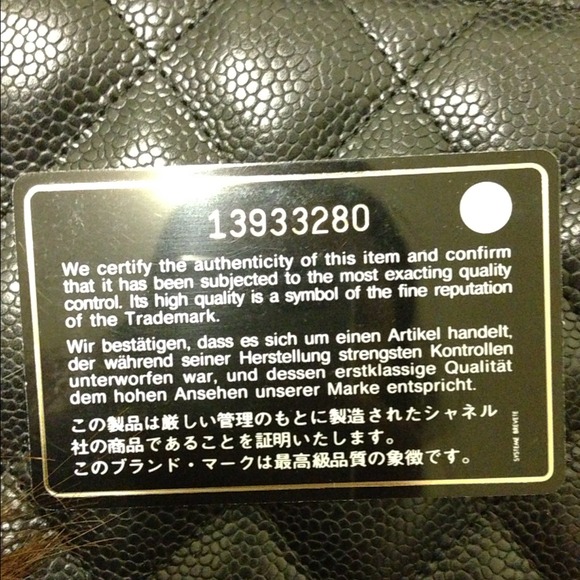 13933280
We certify the authenticity of this item and confirm
that it has been subjected to the most exacting quality
control. Its high quality is a symbol of the fine reputation
of the Trademark.
Wir bestätigen, dass es sich um einen Artikel handelt,
der während seiner Herstellung strengsten Kontrollen
unterworfen war, und dessen erstklassige Qualität
dem hohen Ansehen unserer Marke entspricht.
この製品は厳しい管理のもとに製造されたシャネル
社の商品であることを証明いたします。
このブランド・マークは最高級品質の象徴です。
SYSTEME BREVETE